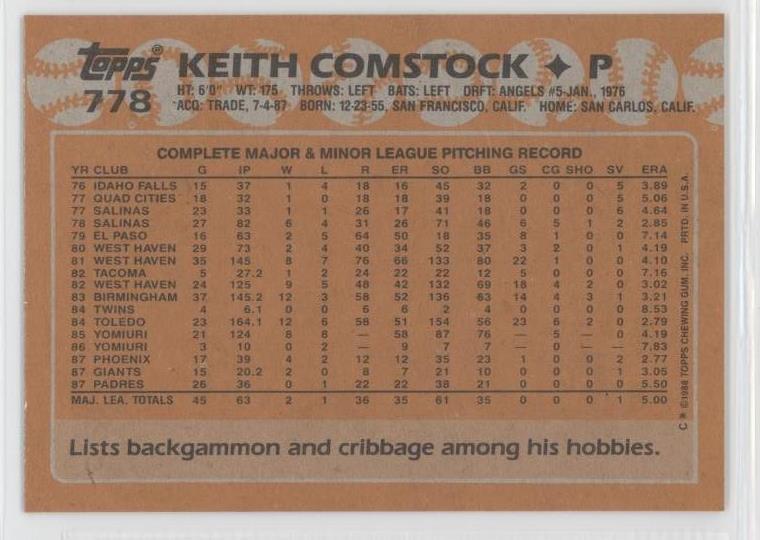 Topps® KEITH COMSTOCK ✦ P
778 HT: 6'0" WT: 175 THROWS: LEFT BATS: LEFT DRFT: ANGELS #5-JAN., 1976
ACQ: TRADE, 7-4-87 BORN: 12-23-55, SAN FRANCISCO, CALIF. HOME: SAN CARLOS, CALIF.
COMPLETE MAJOR & MINOR LEAGUE PITCHING RECORD
YR CLUB G IP W L R ER SO BB GS CG SHO SV ERA
76 IDAHO FALLS 15 37 1 4 18 16 45 32 2 0 0 5 3.89
77 QUAD CITIES 18 32 1 0 18 18 39 18 0 0 0 5 5.06
77 SALINAS 23 33 1 1 26 17 41 18 0 0 0 6 4.64
78 SALINAS 27 82 6 4 31 26 71 46 6 5 1 2 2.85
79 EL PASO 16 63 2 5 64 50 18 35 8 1 0 0 7.14
80 WEST HAVEN 29 73 2 4 40 34 52 37 3 2 0 1 4.19
81 WEST HAVEN 35 145 8 7 76 66 133 80 22 1 0 0 4.10
82 TACOMA 5 27.2 1 2 24 22 22 12 5 0 0 0 7.16
82 WEST HAVEN 24 125 9 5 48 42 132 69 18 4 2 0 3.02
83 BIRMINGHAM 37 145.2 12 3 58 52 136 63 14 4 3 1 3.21
84 TWINS 4 6.1 0 0 6 6 2 4 0 0 0 0 8.53
84 TOLEDO 23 164.1 12 6 58 51 154 56 23 6 2 0 2.79
85 YOMIURI 21 124 8 8 — 58 87 76 — 5 — 0 4.19
86 YOMIURI 3 10 0 2 — 9 7 7 — 0 — — 7.83
87 PHOENIX 17 39 4 2 12 12 35 23 1 0 0 2 2.77
87 GIANTS 15 20.2 2 0 8 7 21 10 0 0 0 1 3.05
87 PADRES 26 36 0 1 22 22 38 21 0 0 0 0 5.50
MAJ. LEA. TOTALS 45 63 2 1 36 35 61 35 0 0 0 1 5.00
Lists backgammon and cribbage among his hobbies.
C ✱ ©1988 TOPPS CHEWING GUM, INC. PRTD. IN U.S.A.